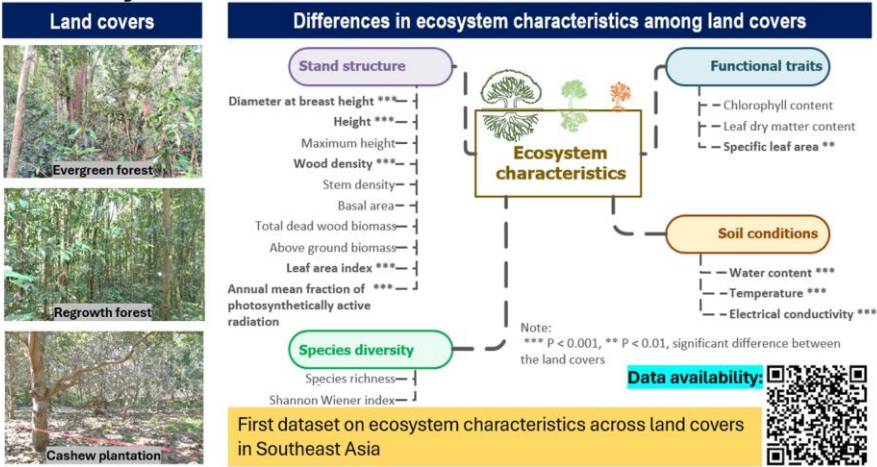 Land covers
Evergreen forest
Regrowth forest
Cashew plantation
Differences in ecosystem characteristics among land covers
Stand structure
Diameter at breast height ***
Height ***
Maximum height
Wood density ***
Stem density
Basal area
Total dead wood biomass
Above ground biomass
Leaf area index ***
Annual mean fraction of ***
photosynthetically active
radiation
Species diversity
Species richness
Shannon Wiener index
Ecosystem
characteristics
Functional traits
Chlorophyll content
Leaf dry matter content
Specific leaf area **
Soil conditions
Water content ***
Temperature ***
Electrical conductivity ***
Note:
*** P < 0.001, ** P < 0.01, significant difference between
the land covers
Data availability:
First dataset on ecosystem characteristics across land covers
in Southeast Asia